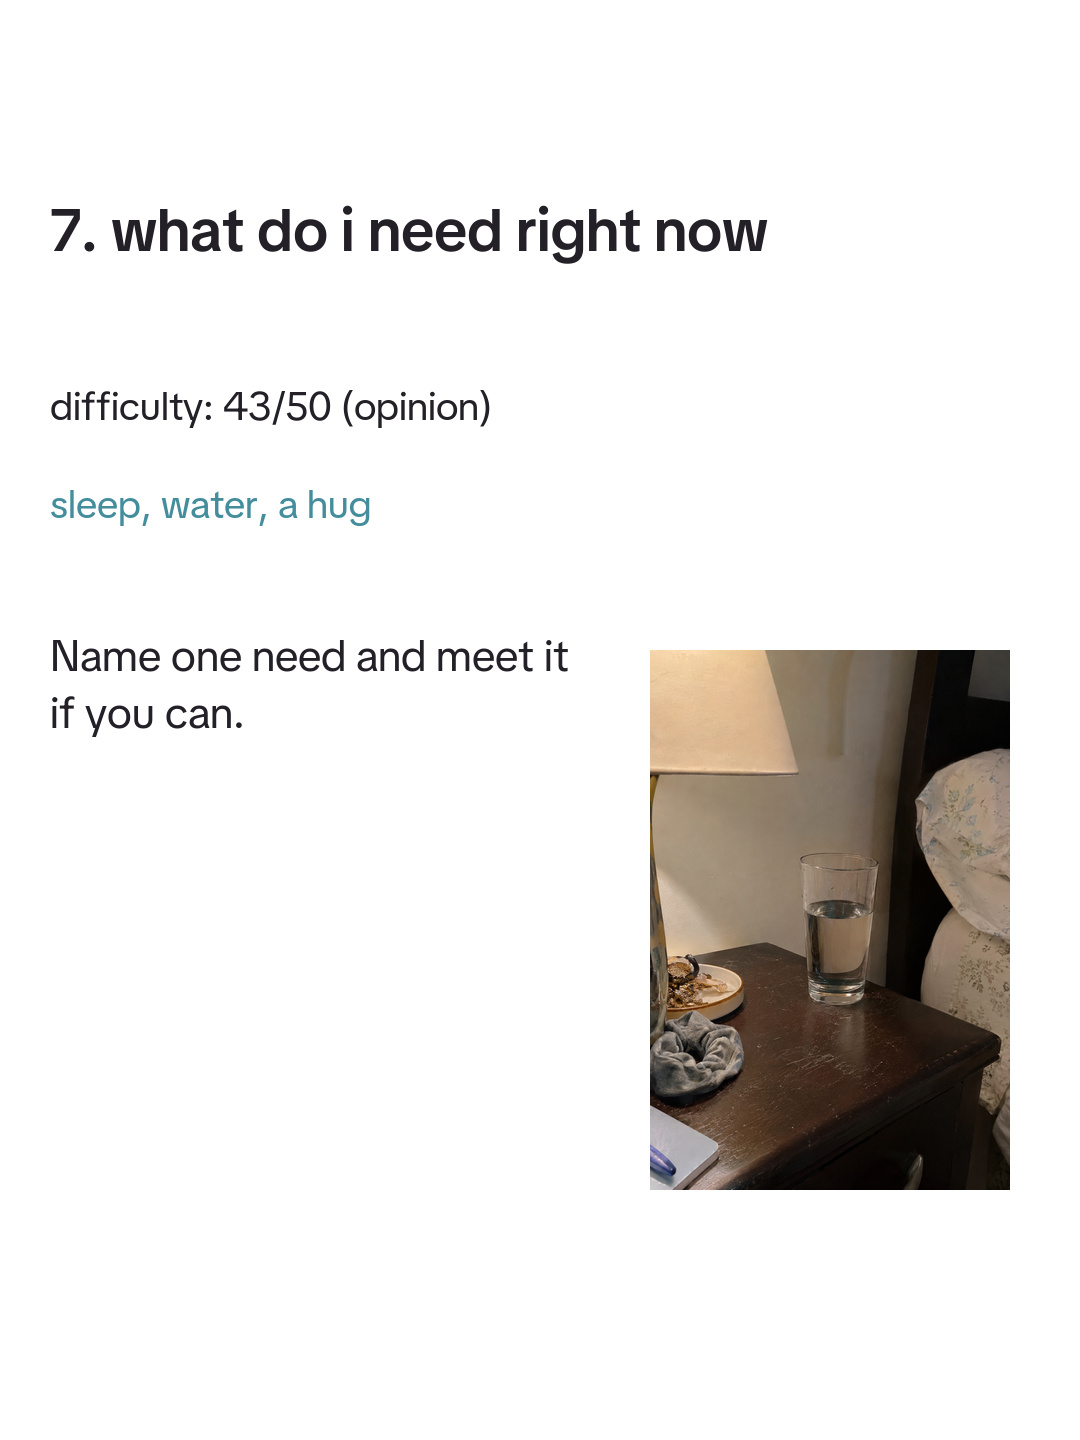 7. what do i need right now
difficulty: 43/50 (opinion)
sleep, water, a hug
Name one need and meet it
if you can.